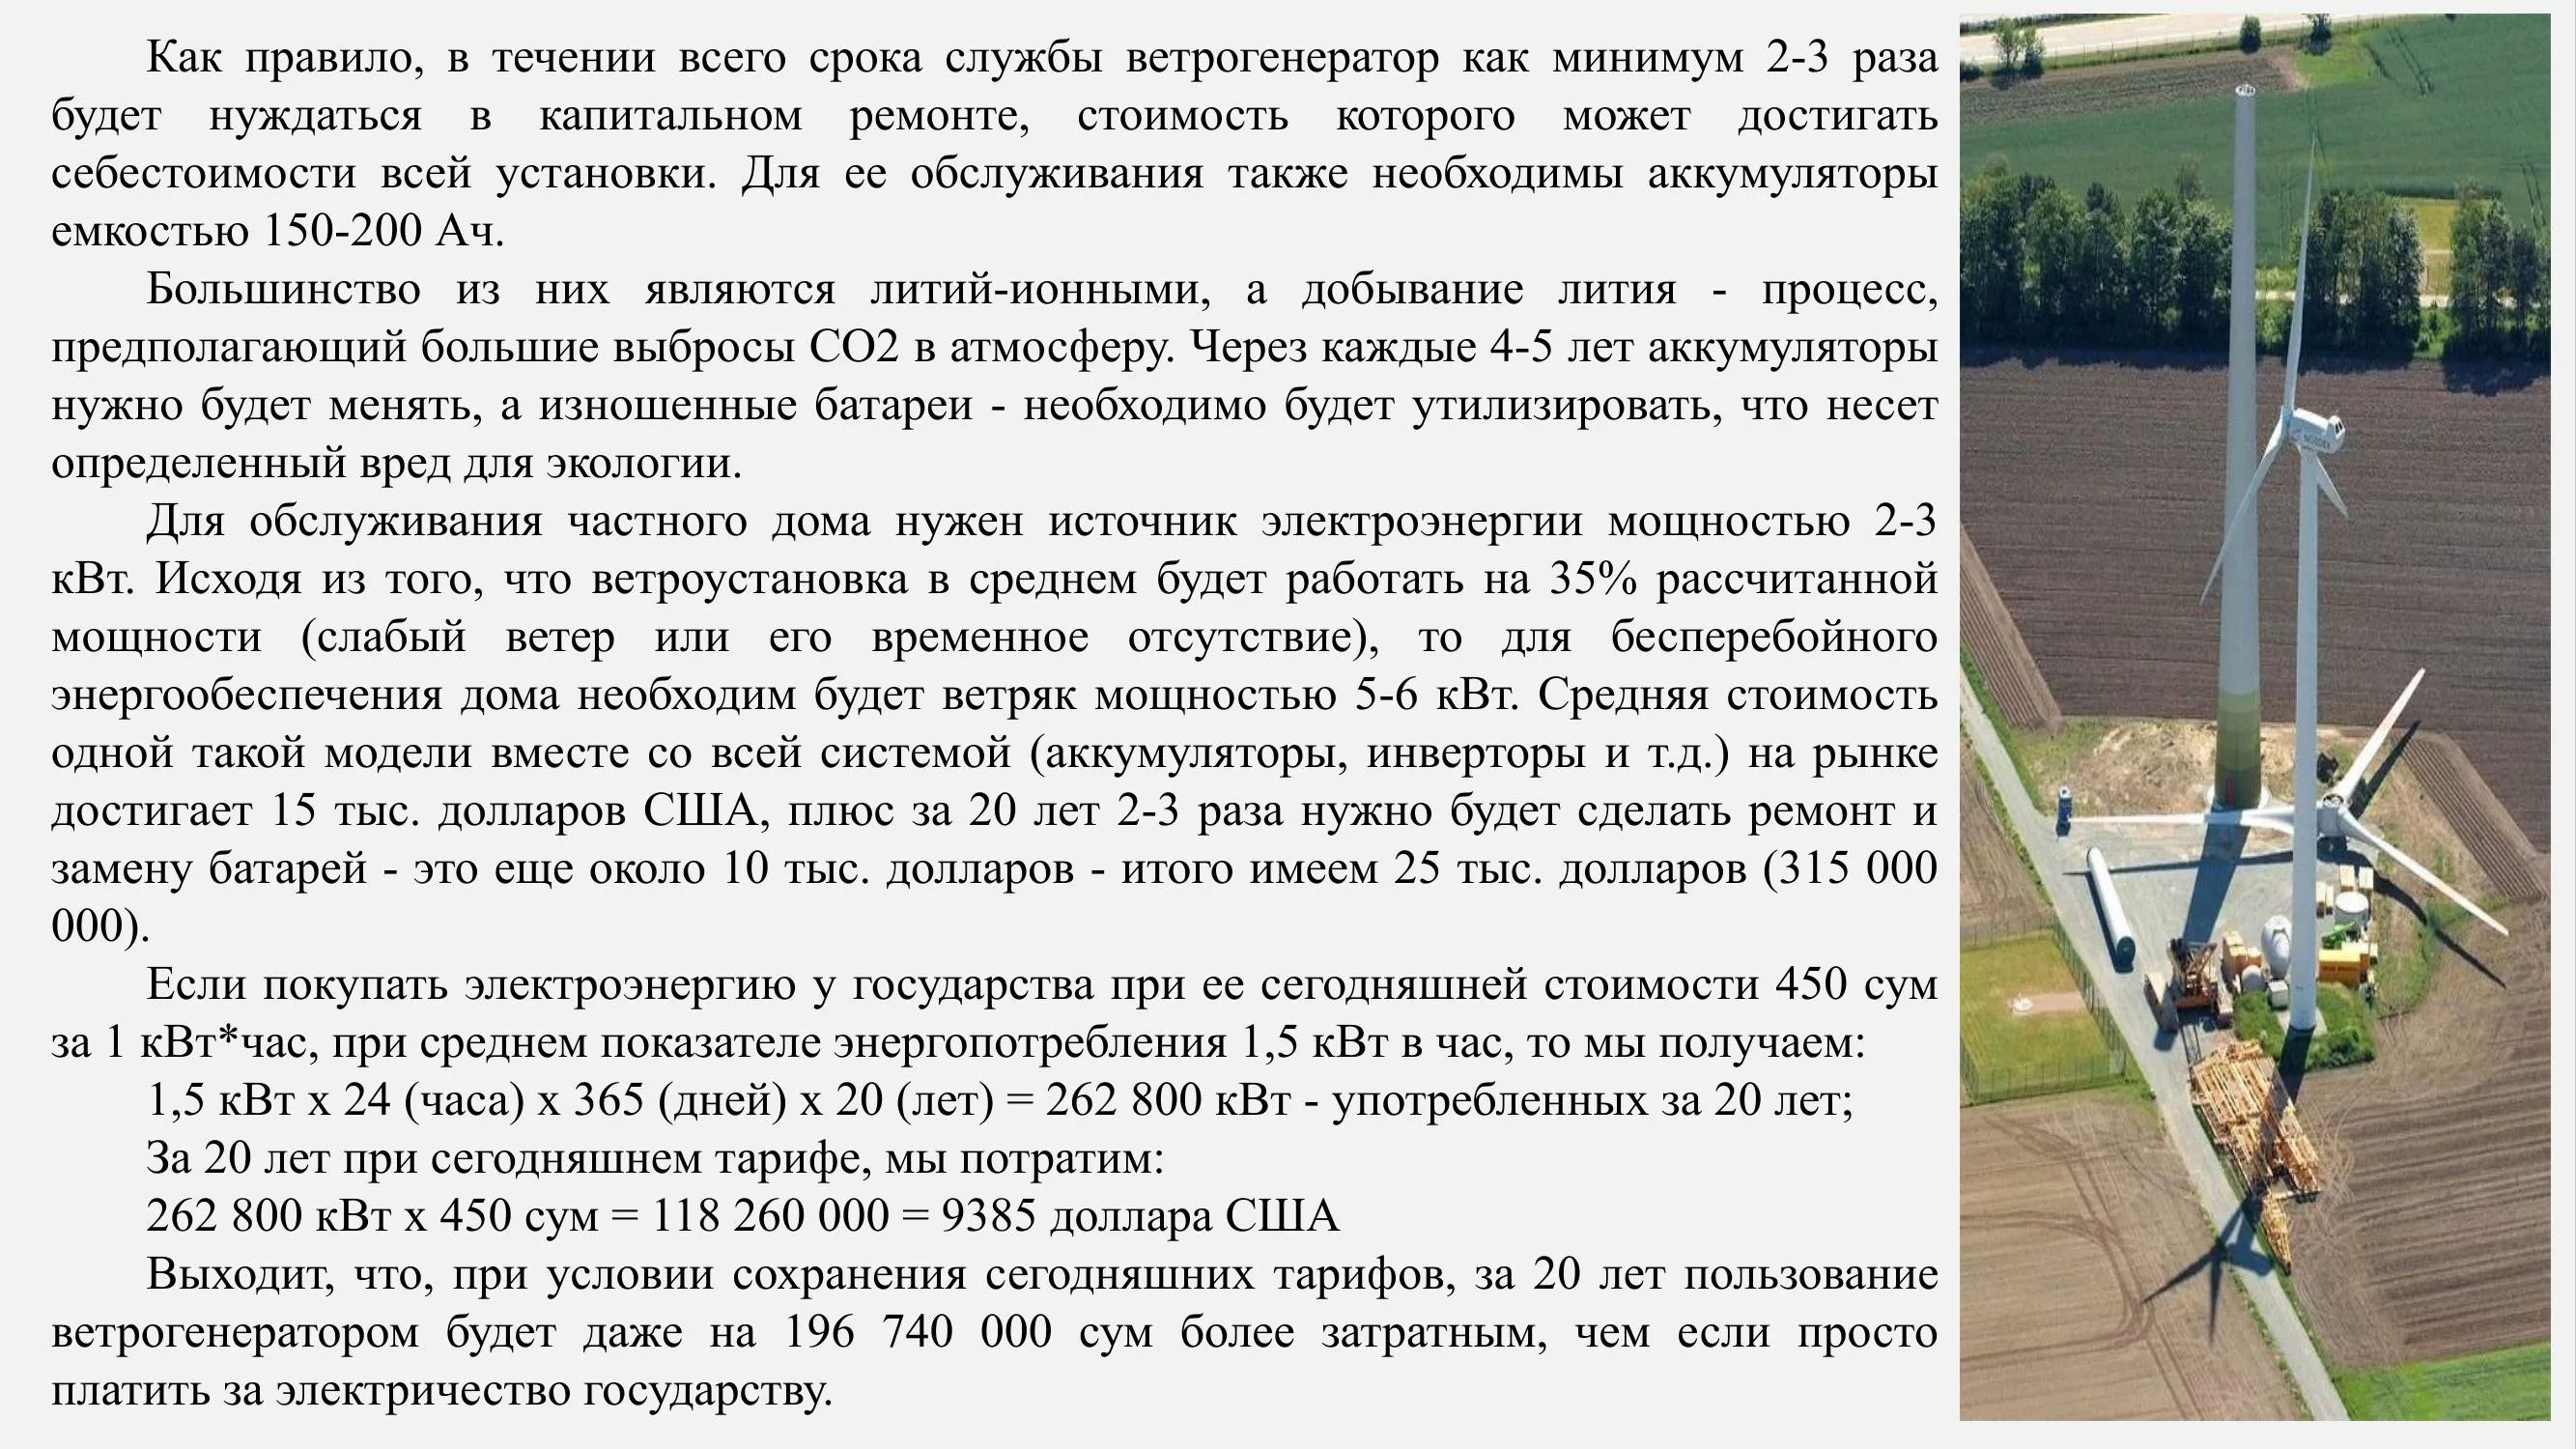 Как правило, в течении всего срока службы ветрогенератор как минимум 2-3 раза
будет нуждаться в капитальном ремонте, стоимость которого может достигать
себестоимости всей установки. Для ее обслуживания также необходимы аккумуляторы
емкостью 150-200 Ач.
Большинство из них являются литий-ионными, а добывание лития - процесс,
предполагающий большие выбросы СО2 в атмосферу. Через каждые 4-5 лет аккумуляторы
нужно будет менять, а изношенные батареи - необходимо будет утилизировать, что несет
определенный вред для экологии.
Для обслуживания частного дома нужен источник электроэнергии мощностью 2-3
кВт. Исходя из того, что ветроустановка в среднем будет работать на 35% рассчитанной
мощности (слабый ветер или его временное отсутствие), то для бесперебойного
энергообеспечения дома необходим будет ветряк мощностью 5-6 кВт. Средняя стоимость
одной такой модели вместе со всей системой (аккумуляторы, инверторы и т.д.) на рынке
достигает 15 тыс. долларов США, плюс за 20 лет 2-3 раза нужно будет сделать ремонт и
замену батарей - это еще около 10 тыс. долларов - итого имеем 25 тыс. долларов (315 000
000).
Если покупать электроэнергию у государства при ее сегодняшней стоимости 450 сум
за 1 кВт*час, при среднем показателе энергопотребления 1,5 кВт в час, то мы получаем:
1,5 кВт х 24 (часа) х 365 (дней) х 20 (лет) = 262 800 кВт - употребленных за 20 лет;
За 20 лет при сегодняшнем тарифе, мы потратим:
262 800 кВт х 450 сум = 118 260 000 = 9385 доллара США
Выходит, что, при условии сохранения сегодняшних тарифов, за 20 лет пользование
ветрогенератором будет даже на 196 740 000 сум более затратным, чем если просто
платить за электричество государству.